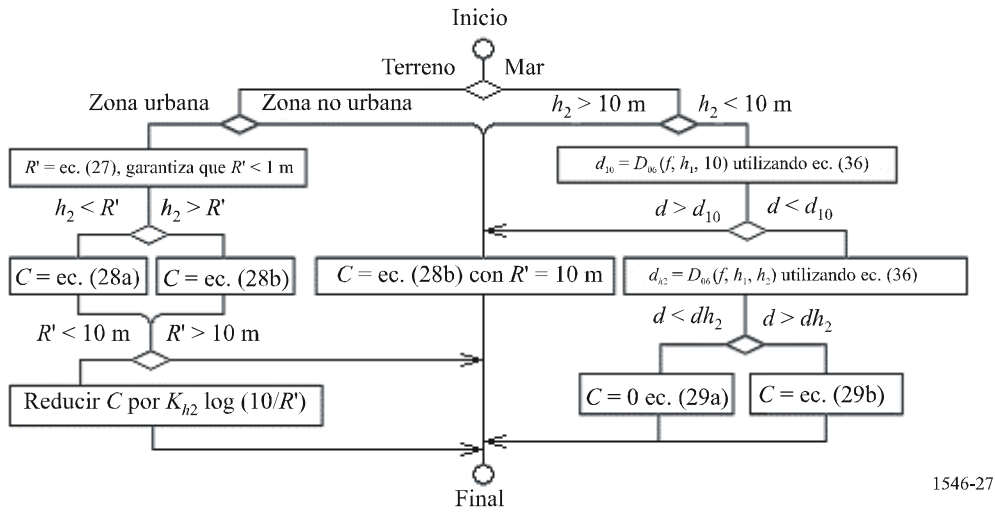 Inicio
Terreno Mar
Zona urbana Zona no urbana h₂ > 10 m h₂ < 10 m
R' = ec. (27), garantiza que R' < 1 m
d₁₀ = D₀₆ (f, h₁, 10) utilizando ec. (36)
h₂ < R' h₂ > R' d > d₁₀ d < d₁₀
C = ec. (28a) C = ec. (28b) C = ec. (28b) con R' = 10 m dₕ₂ = D₀₆ (f, h₁, h₂) utilizando ec. (36)
R' < 10 m R' > 10 m d < dh₂ d > dh₂
Reducir C por Kₕ₂ log (10/R') C = 0 ec. (29a) C = ec. (29b)
Final
1546-27